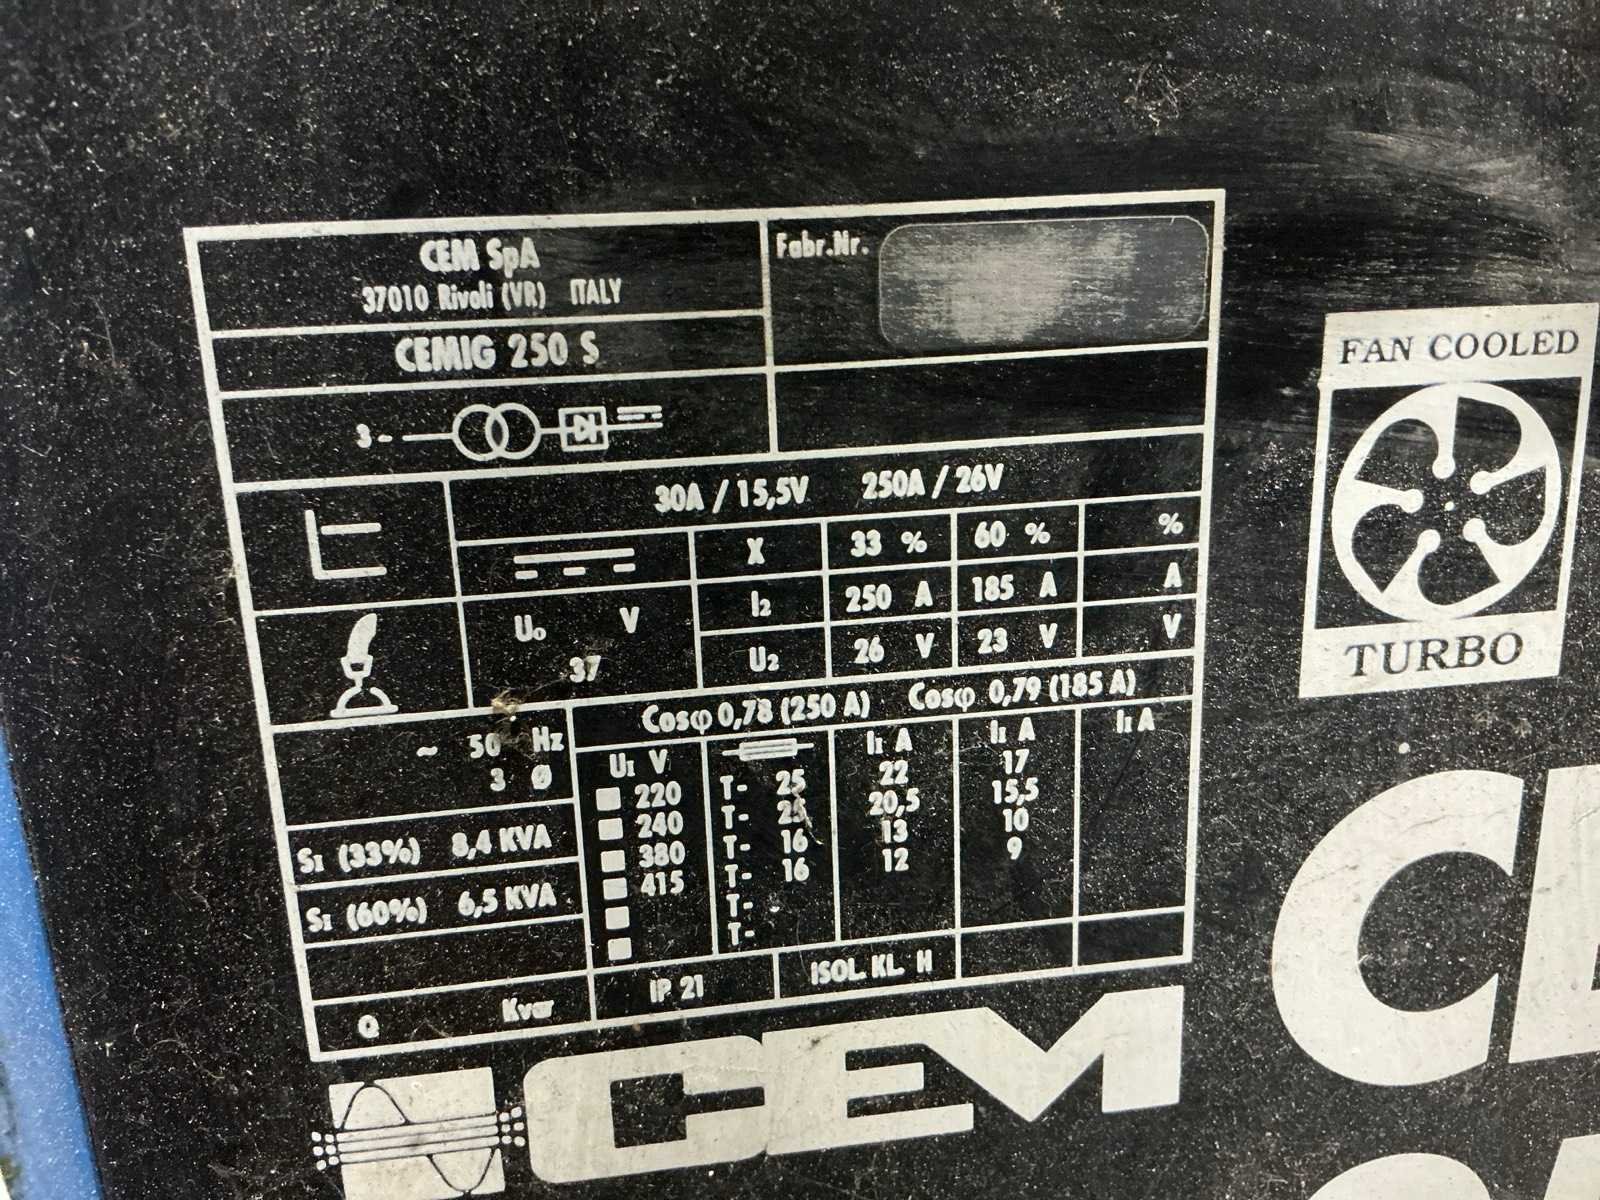 CEM SpA
37010 Rivoli (VR) ITALY
Fabr.Nr.
CEMIG 250 S
3~
30A / 15,5V 250A / 26V
X 33 % 60 % %
I2 250 A 185 A A
U0 V
37
U2 26 V 23 V V
~ 50 Hz
3 Ø
S1 (33%) 8,4 KVA
S1 (60%) 6,5 KVA
Q Kvar
Cosφ 0,78 (250 A) Cosφ 0,79 (185 A)
U1 V I1 A I1 A I1 A
220 T- 25 22 17
240 T- 25 20,5 15,5
380 T- 16 13 10
415 T- 16 12 9
T-
T-
IP 21 ISOL. KL. H
CEM
FAN COOLED
TURBO